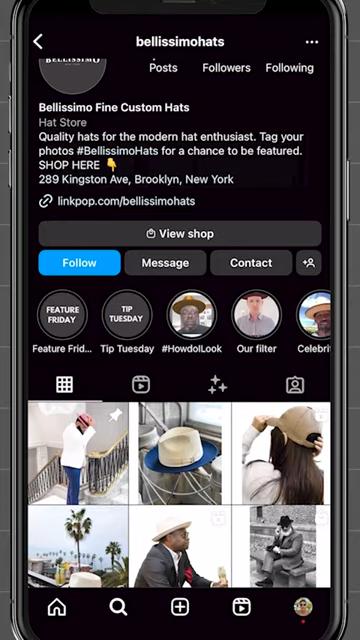 bellissimohats
BELLISSIMO
Posts Followers Following
Bellissimo Fine Custom Hats
Hat Store
Quality hats for the modern hat enthusiast. Tag your
photos #BellissimoHats for a chance to be featured.
SHOP HERE 👇
289 Kingston Ave, Brooklyn, New York
linkpop.com/bellissimohats
View shop
Follow Message Contact
FEATURE
FRIDAY
TIP
TUESDAY
Feature Frid... Tip Tuesday #HowdoILook Our filter Celebrit